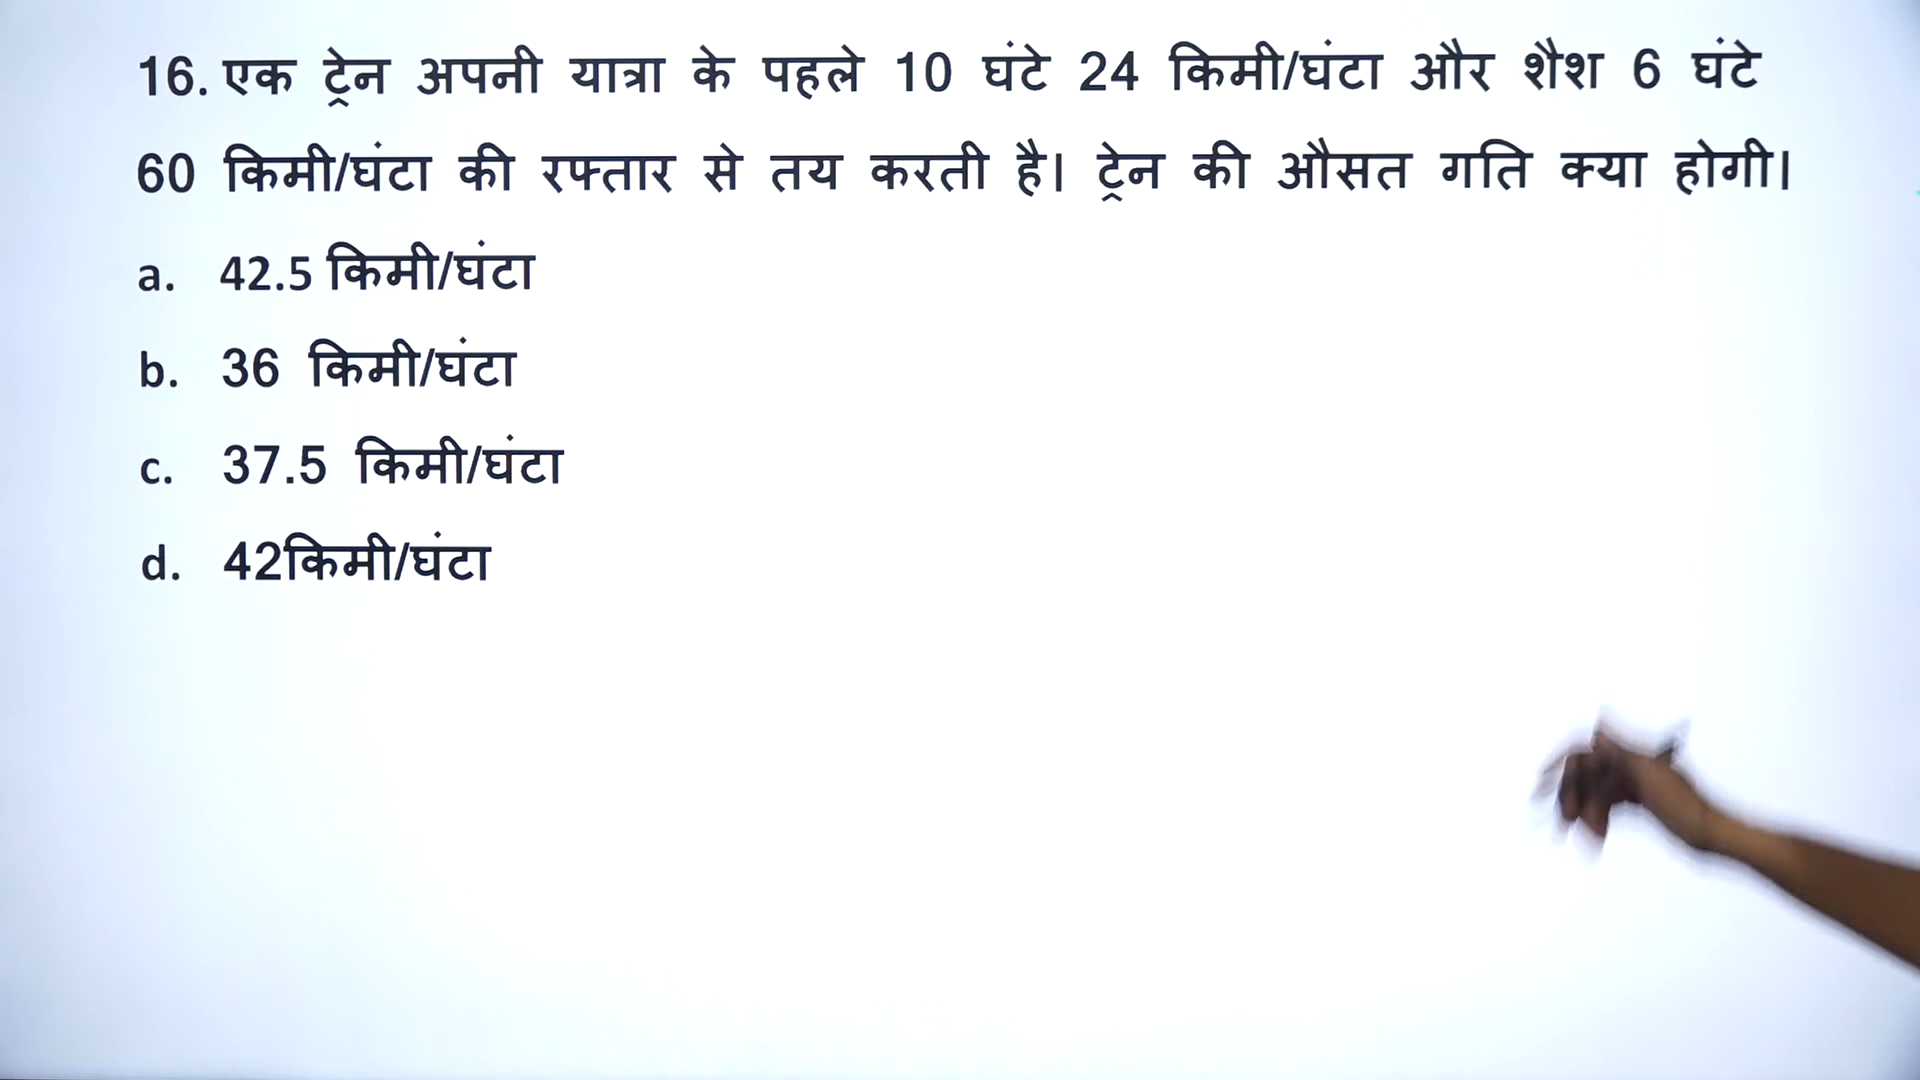 16. एक ट्रेन अपनी यात्रा के पहले 10 घंटे 24 किमी/घंटा और शैश 6 घंटे
60 किमी/घंटा की रफ्तार से तय करती है। ट्रेन की औसत गति क्या होगी।
a. 42.5 किमी/घंटा
b. 36 किमी/घंटा
c. 37.5 किमी/घंटा
d. 42किमी/घंटा